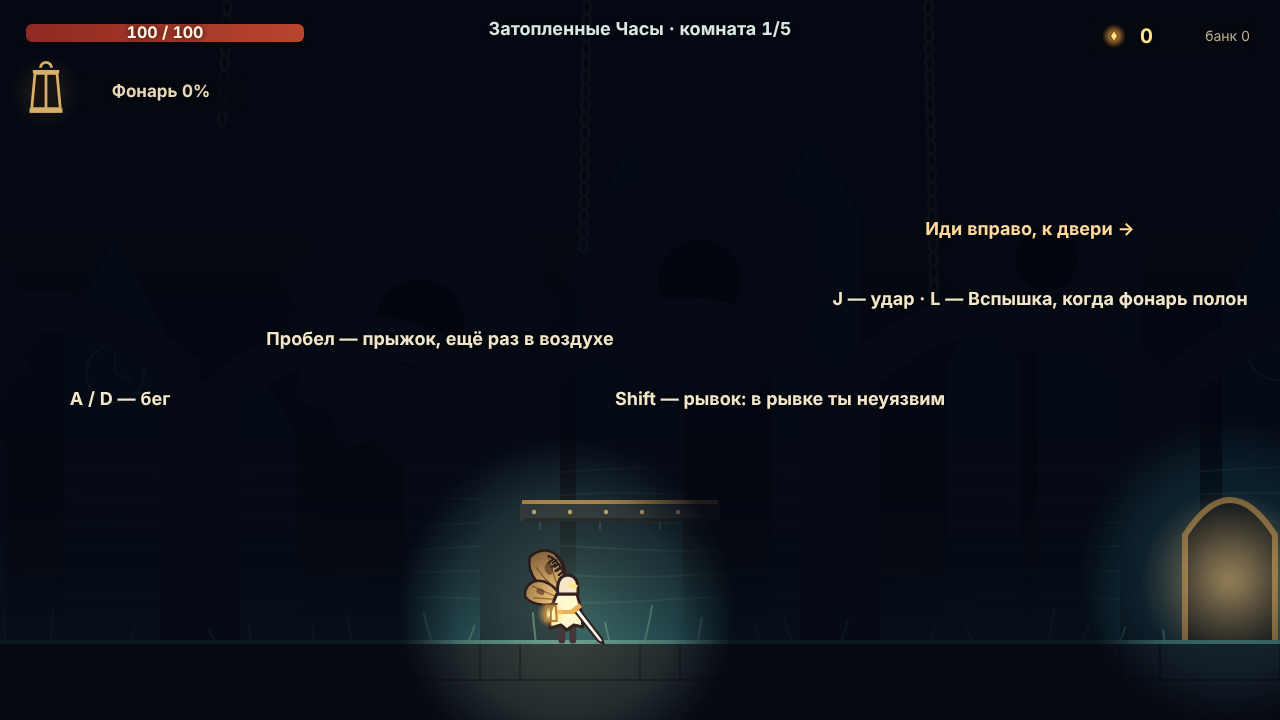 100 / 100
Затопленные Часы · комната 1/5
0
банк 0
Фонарь 0%
Иди вправо, к двери →
J — удар · L — Вспышка, когда фонарь полон
Пробел — прыжок, ещё раз в воздухе
A / D — бег
Shift — рывок: в рывке ты неуязвим